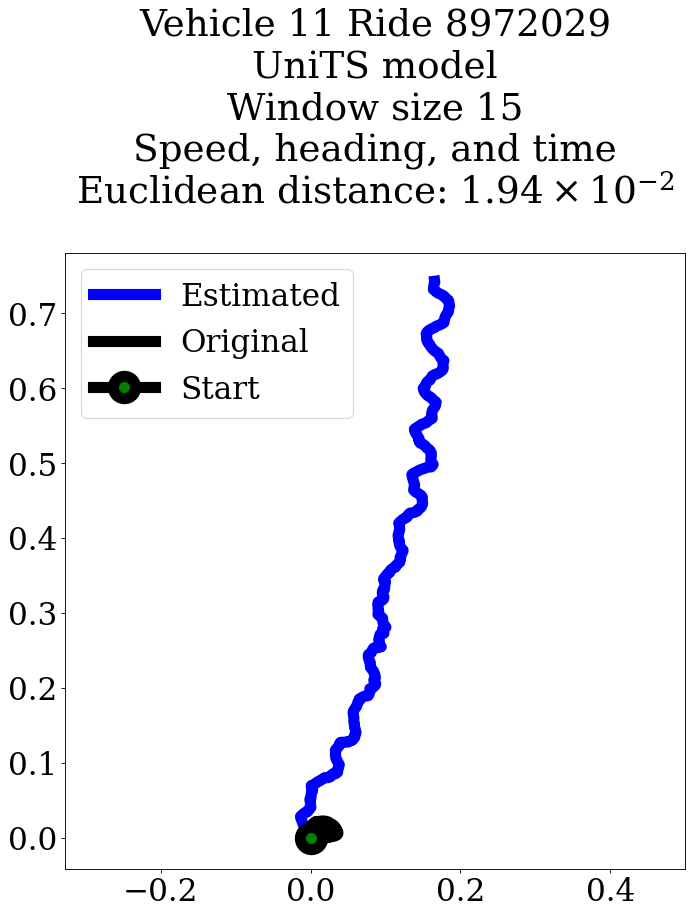 Vehicle 11 Ride 8972029
UniTS model
Window size 15
Speed, heading, and time
Euclidean distance: 1.94 × 10⁻²
Estimated
Original
Start
0.7
0.6
0.5
0.4
0.3
0.2
0.1
0.0
−0.2 0.0 0.2 0.4